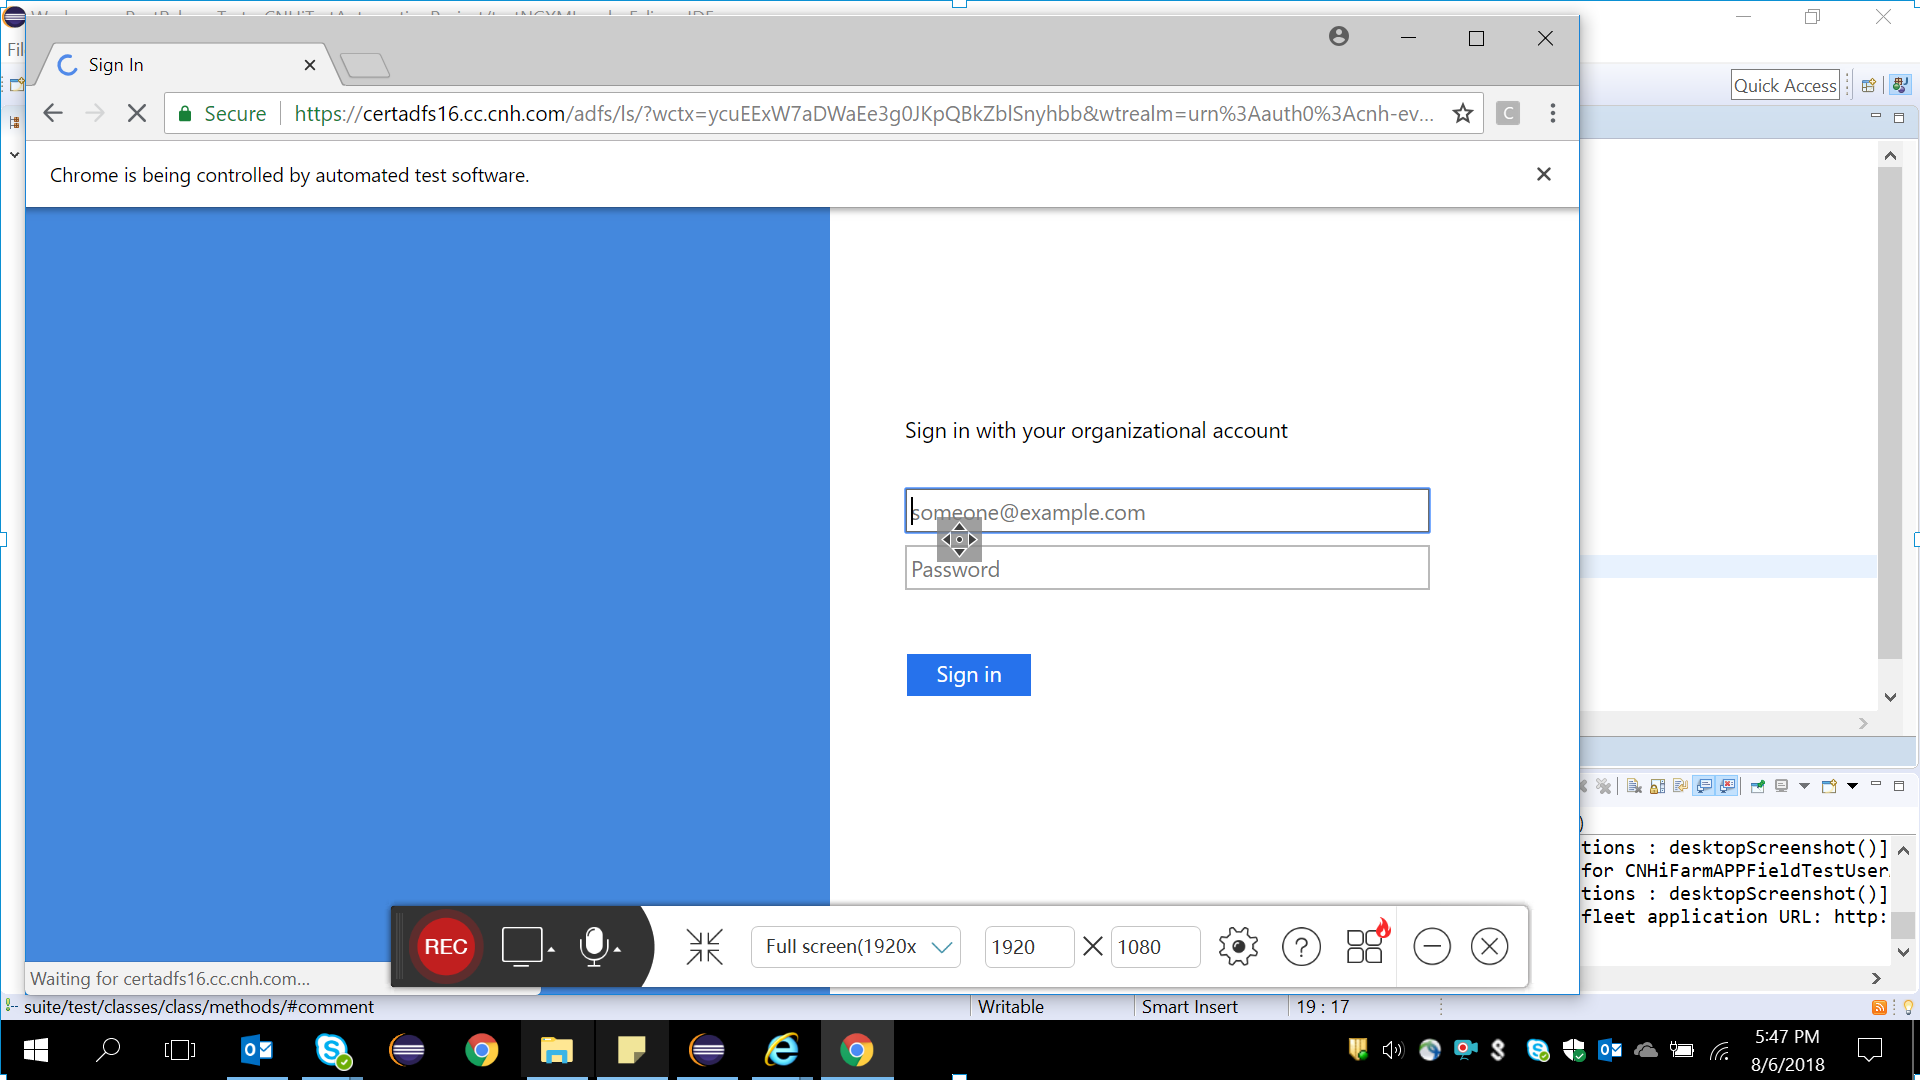 Sign In
Quick Access
Secure
https://certadfs16.cc.cnh.com/adfs/ls/?wctx=ycuEExW7aDWaEe3g0JKpQBkZblSnyhbb&wtrealm=urn%3Aauth0%3Acnh-ev...
C
Chrome is being controlled by automated test software.
Sign in with your organizational account
someone@example.com
Password
Sign in
tions : desktopScreenshot()]
for CNHiFarmAPPFieldTestUser
tions : desktopScreenshot()]
fleet application URL: http:
REC
Full screen(1920x
1920
1080
Waiting for certadfs16.cc.cnh.com...
suite/test/classes/class/methods/#comment
Writable
Smart Insert
19 : 17
5:47 PM
8/6/2018